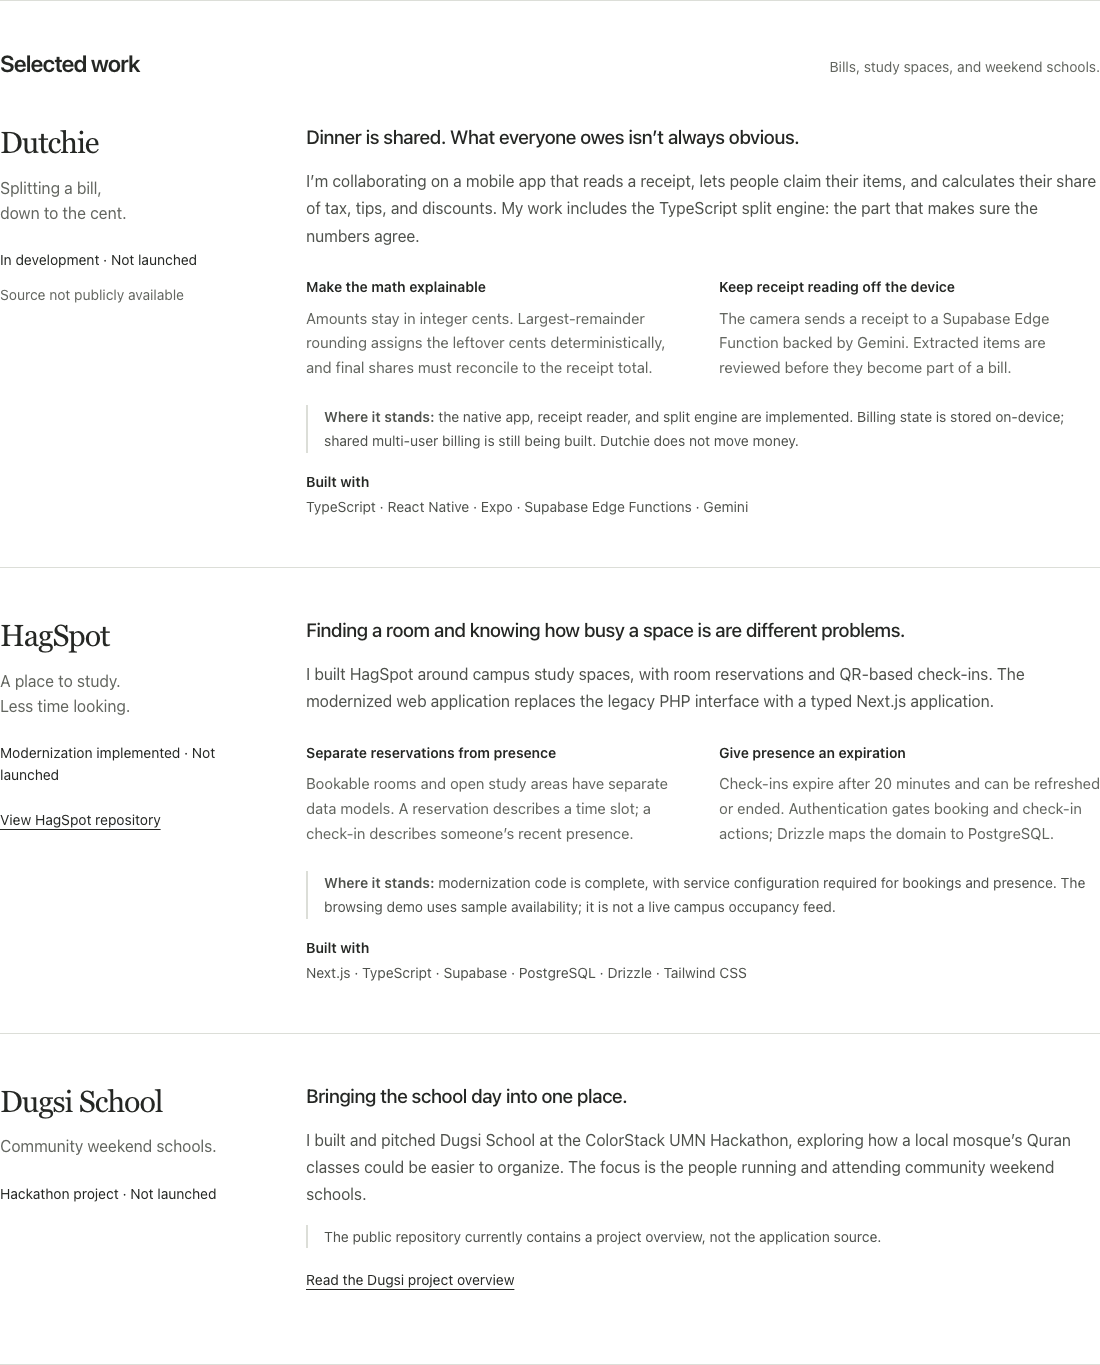 Selected work
Bills, study spaces, and weekend schools.
Dutchie
Splitting a bill,
down to the cent.
In development · Not launched
Source not publicly available
Dinner is shared. What everyone owes isn’t always obvious.
I’m collaborating on a mobile app that reads a receipt, lets people claim their items, and calculates their share
of tax, tips, and discounts. My work includes the TypeScript split engine: the part that makes sure the
numbers agree.
Make the math explainable
Amounts stay in integer cents. Largest-remainder
rounding assigns the leftover cents deterministically,
and final shares must reconcile to the receipt total.
Keep receipt reading off the device
The camera sends a receipt to a Supabase Edge
Function backed by Gemini. Extracted items are
reviewed before they become part of a bill.
Where it stands: the native app, receipt reader, and split engine are implemented. Billing state is stored on-device;
shared multi-user billing is still being built. Dutchie does not move money.
Built with
TypeScript · React Native · Expo · Supabase Edge Functions · Gemini
HagSpot
A place to study.
Less time looking.
Modernization implemented · Not
launched
View HagSpot repository
Finding a room and knowing how busy a space is are different problems.
I built HagSpot around campus study spaces, with room reservations and QR-based check-ins. The
modernized web application replaces the legacy PHP interface with a typed Next.js application.
Separate reservations from presence
Bookable rooms and open study areas have separate
data models. A reservation describes a time slot; a
check-in describes someone’s recent presence.
Give presence an expiration
Check-ins expire after 20 minutes and can be refreshed
or ended. Authentication gates booking and check-in
actions; Drizzle maps the domain to PostgreSQL.
Where it stands: modernization code is complete, with service configuration required for bookings and presence. The
browsing demo uses sample availability; it is not a live campus occupancy feed.
Built with
Next.js · TypeScript · Supabase · PostgreSQL · Drizzle · Tailwind CSS
Dugsi School
Community weekend schools.
Hackathon project · Not launched
Bringing the school day into one place.
I built and pitched Dugsi School at the ColorStack UMN Hackathon, exploring how a local mosque’s Quran
classes could be easier to organize. The focus is the people running and attending community weekend
schools.
The public repository currently contains a project overview, not the application source.
Read the Dugsi project overview